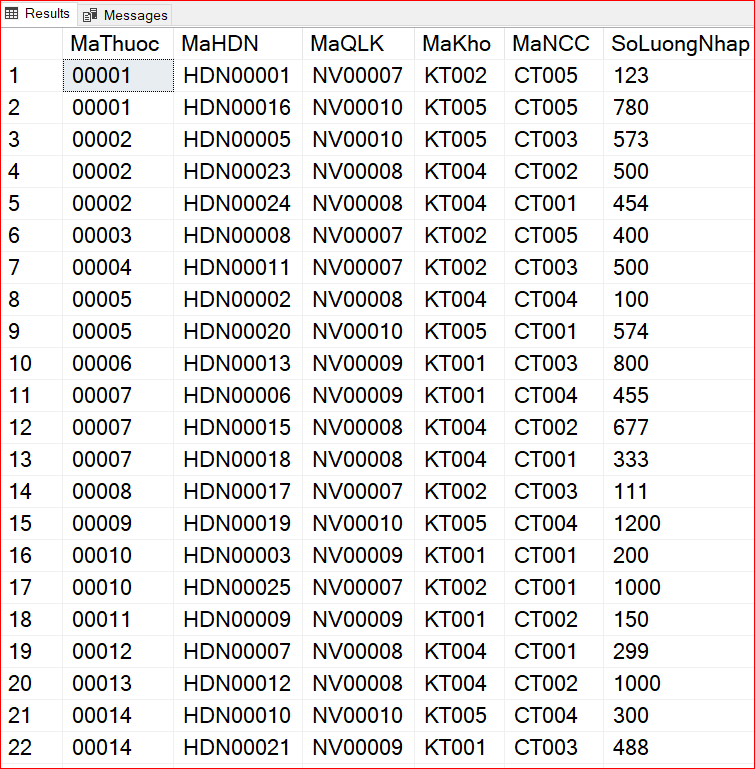 Results Messages
MaThuoc MaHDN MaQLK MaKho MaNCC SoLuongNhap
1 00001 HDN00001 NV00007 KT002 CT005 123
2 00001 HDN00016 NV00010 KT005 CT005 780
3 00002 HDN00005 NV00010 KT005 CT003 573
4 00002 HDN00023 NV00008 KT004 CT002 500
5 00002 HDN00024 NV00008 KT004 CT001 454
6 00003 HDN00008 NV00007 KT002 CT005 400
7 00004 HDN00011 NV00007 KT002 CT003 500
8 00005 HDN00002 NV00008 KT004 CT004 100
9 00005 HDN00020 NV00010 KT005 CT001 574
10 00006 HDN00013 NV00009 KT001 CT003 800
11 00007 HDN00006 NV00009 KT001 CT004 455
12 00007 HDN00015 NV00008 KT004 CT002 677
13 00007 HDN00018 NV00008 KT004 CT001 333
14 00008 HDN00017 NV00007 KT002 CT003 111
15 00009 HDN00019 NV00010 KT005 CT004 1200
16 00010 HDN00003 NV00009 KT001 CT001 200
17 00010 HDN00025 NV00007 KT002 CT001 1000
18 00011 HDN00009 NV00009 KT001 CT002 150
19 00012 HDN00007 NV00008 KT004 CT001 299
20 00013 HDN00012 NV00008 KT004 CT002 1000
21 00014 HDN00010 NV00010 KT005 CT004 300
22 00014 HDN00021 NV00009 KT001 CT003 488